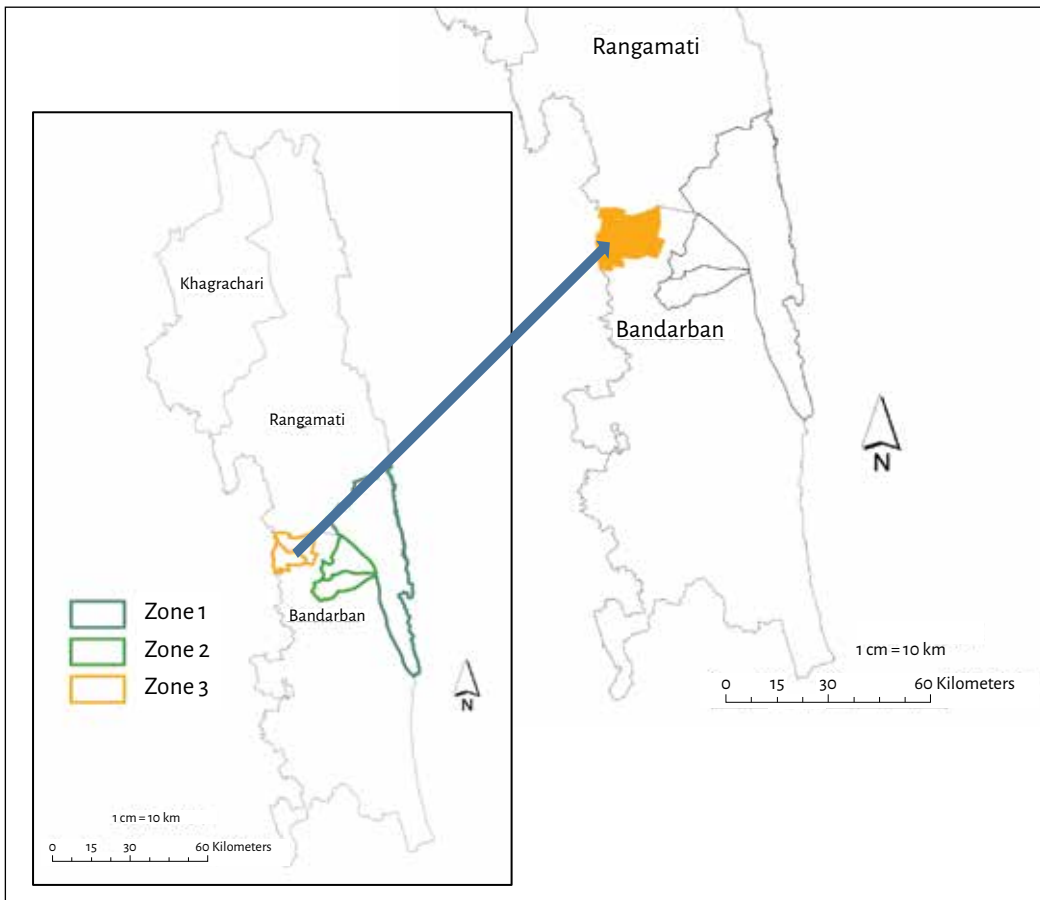 Rangamati
Bandarban
N
1 cm = 10 km
0 15 30 60 Kilometers
Khagrachari
Rangamati
Bandarban
Zone 1
Zone 2
Zone 3
N
1 cm = 10 km
0 15 30 60 Kilometers